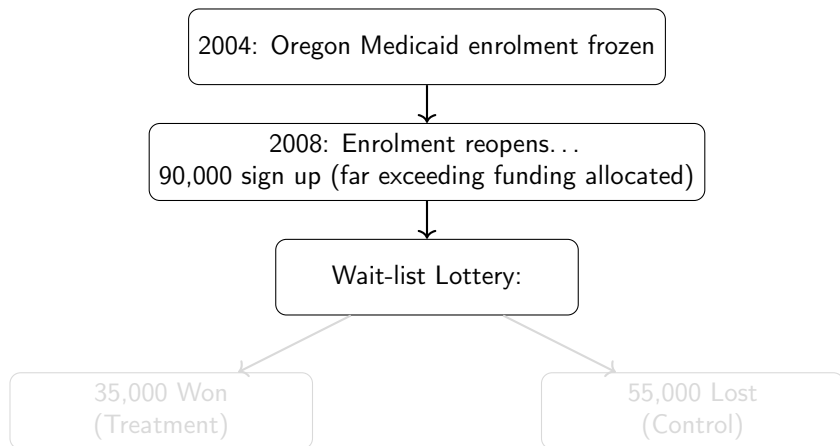 2004: Oregon Medicaid enrolment frozen
2008: Enrolment reopens...
90,000 sign up (far exceeding funding allocated)
Wait-list Lottery:
35,000 Won
(Treatment)
55,000 Lost
(Control)